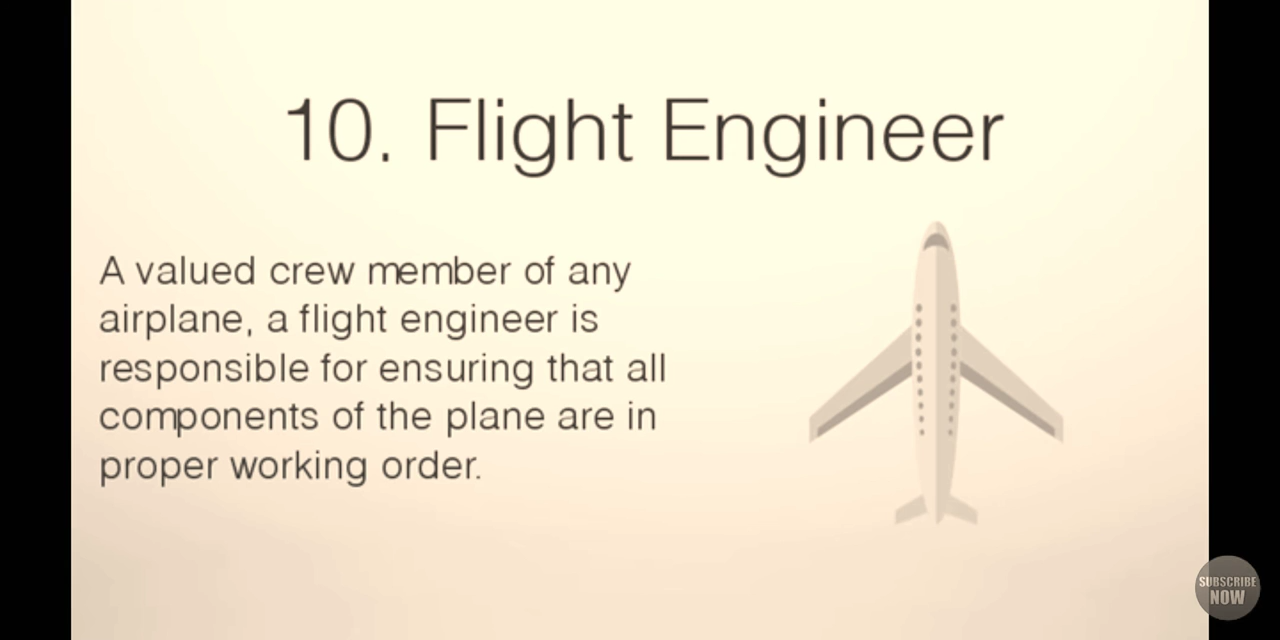 10. Flight Engineer
A valued crew member of any
airplane, a flight engineer is
responsible for ensuring that all
components of the plane are in
proper working order.
SUBSCRIBE
NOW